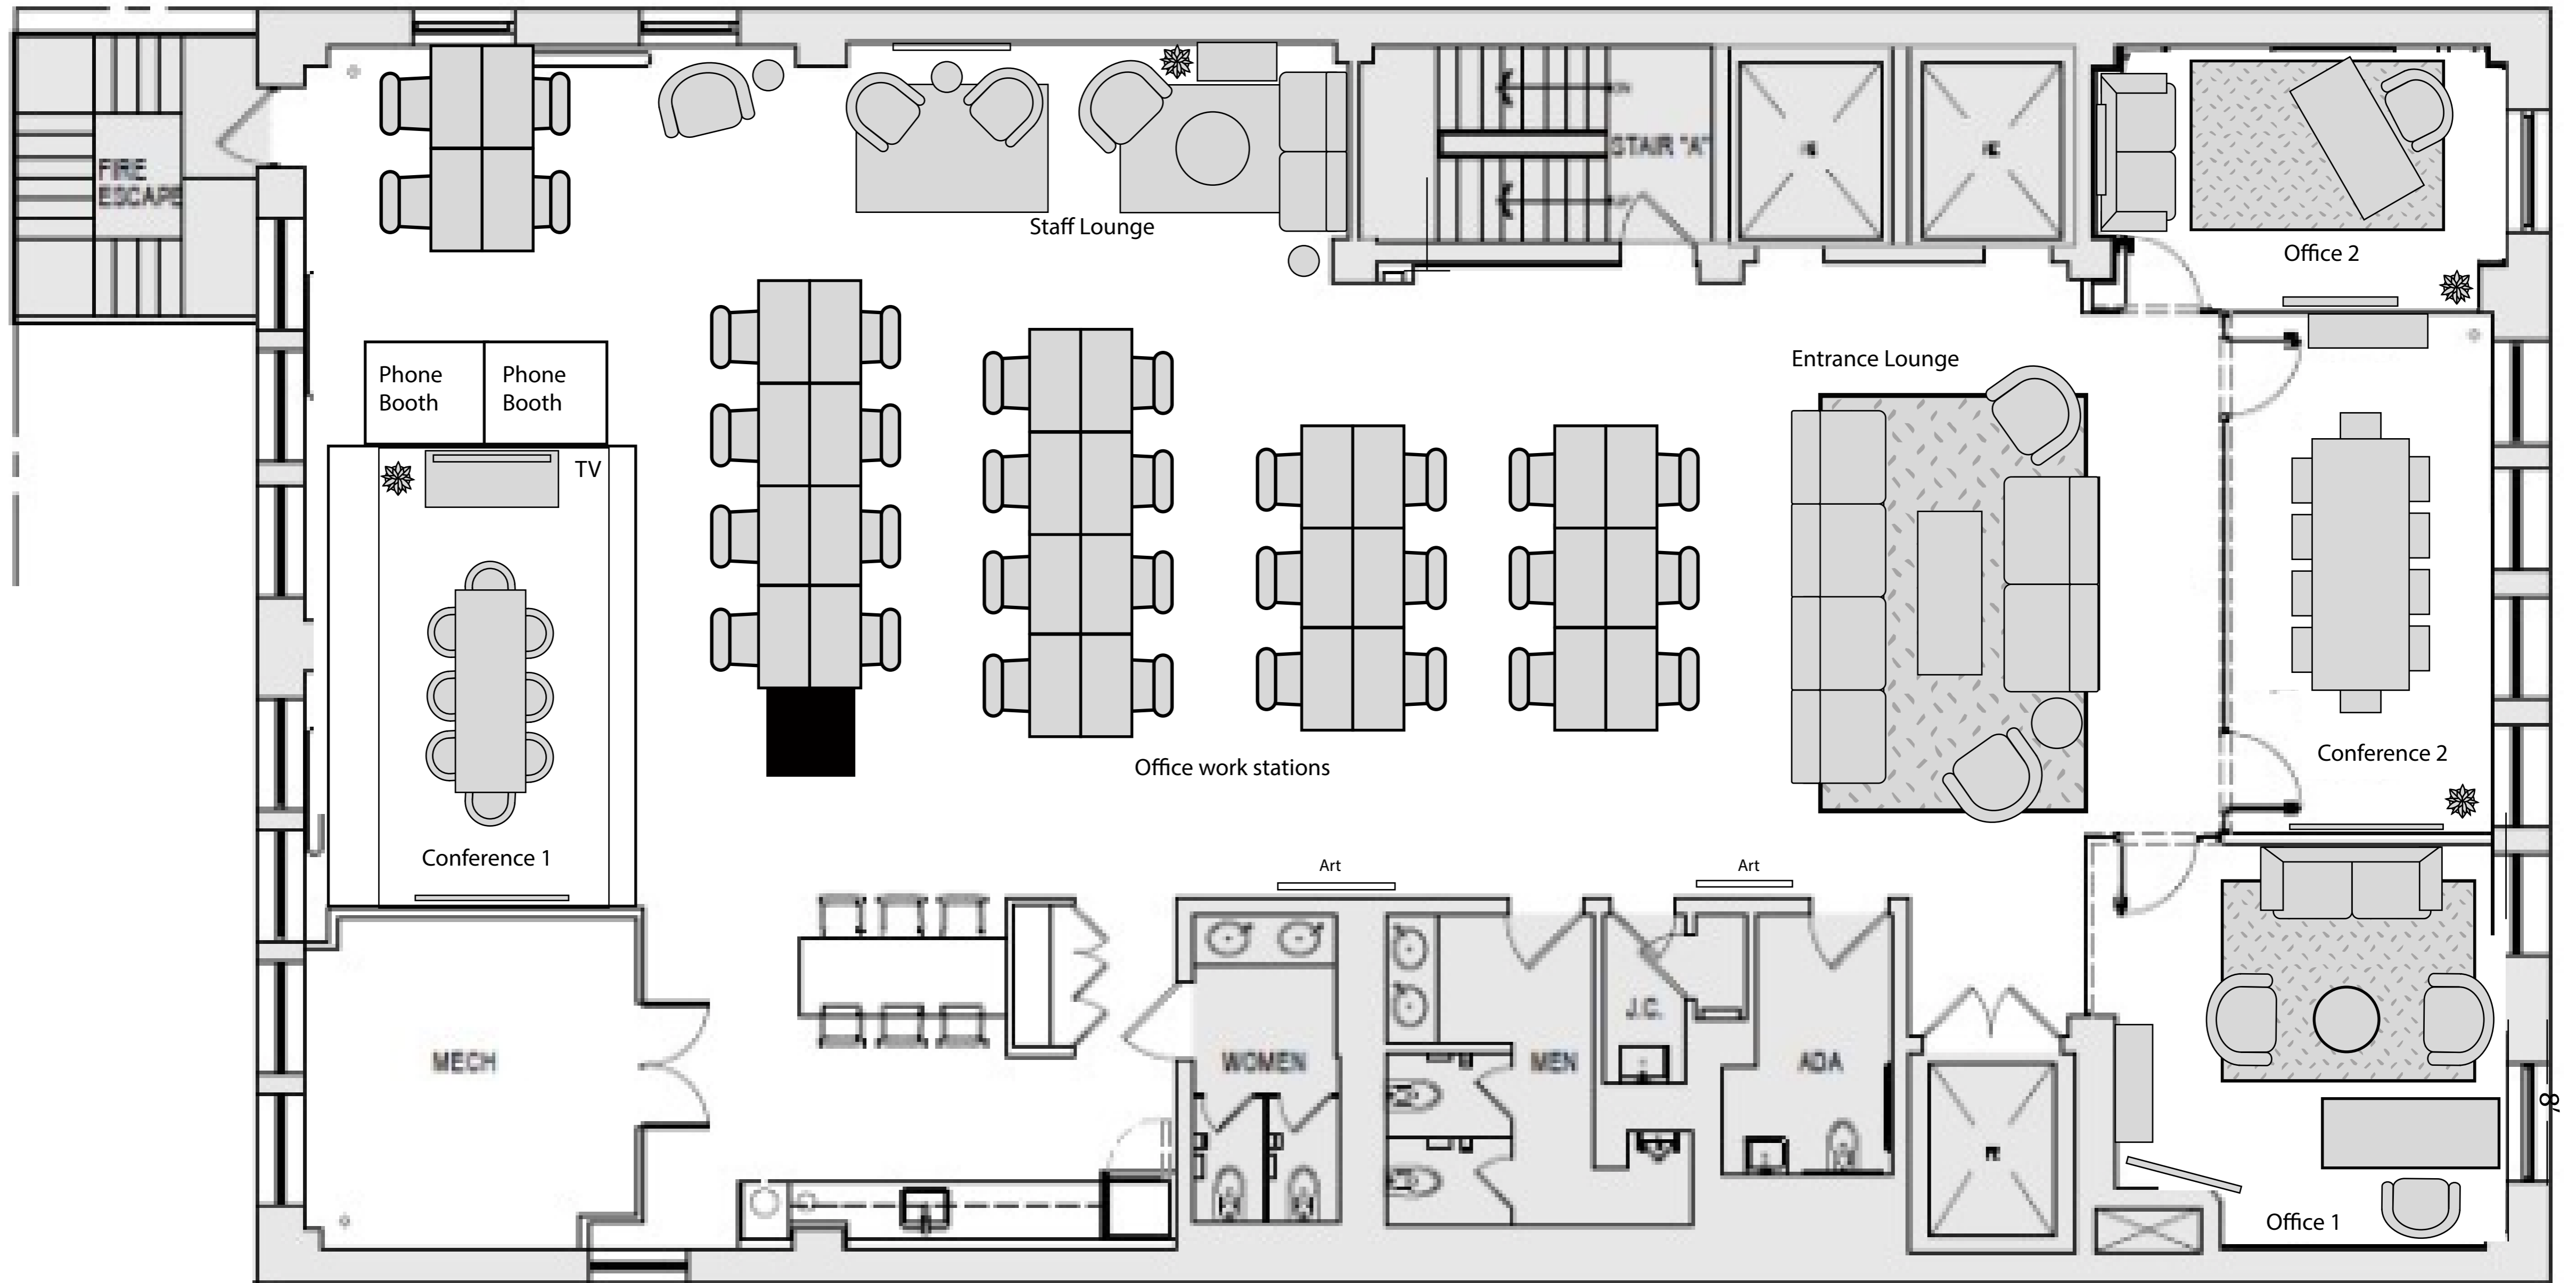 FIRE
ESCAPE
STAIR "A"
Staff Lounge
Office 2
Phone
Booth
Phone
Booth
Entrance Lounge
TV
Conference 2
Office work stations
Conference 1
Art
Art
J.C.
MECH
WOMEN
MEN
ADA
8'
Office 1